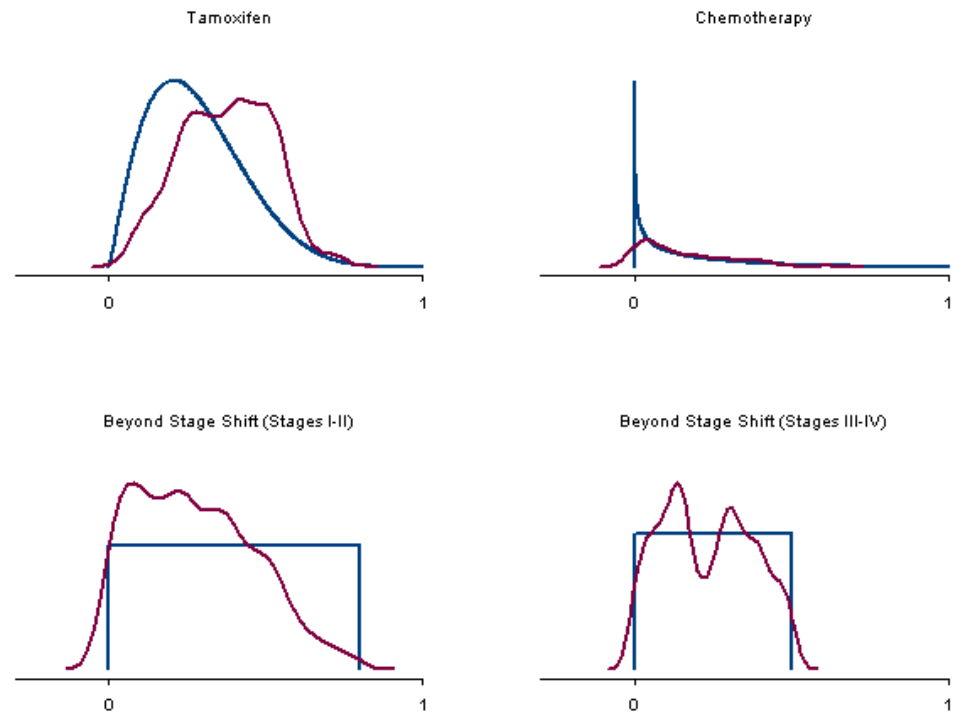 Tamoxifen
Chemotherapy
0 1
0 1
Beyond Stage Shift (Stages I-II)
Beyond Stage Shift (Stages III-IV)
0 1
0 1